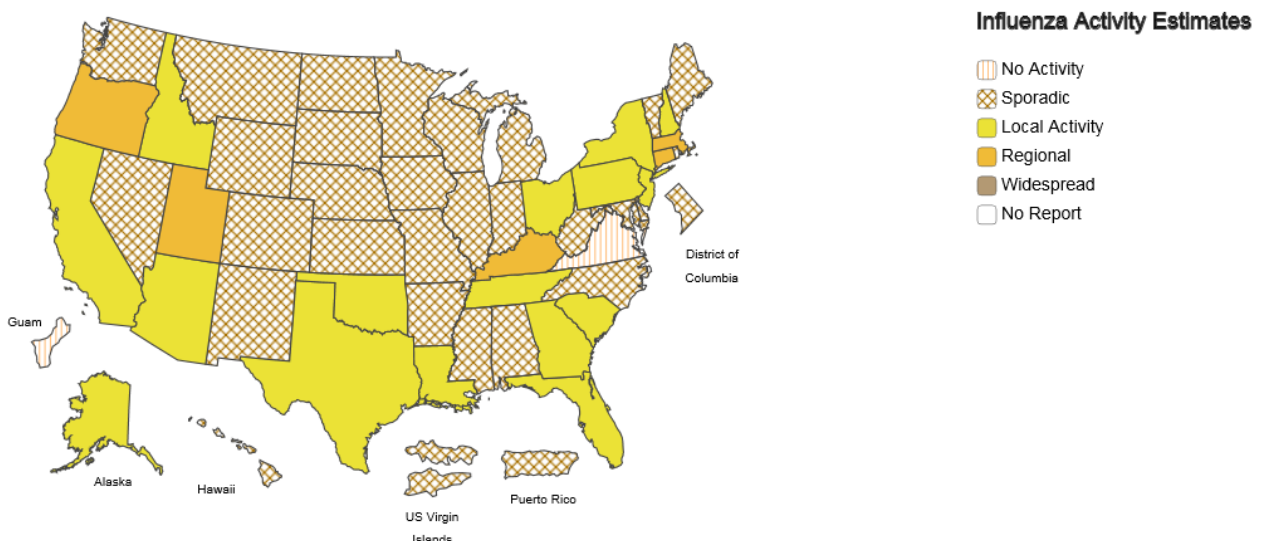 Influenza Activity Estimates
No Activity
Sporadic
Local Activity
Regional
Widespread
No Report
District of
Columbia
Guam
Alaska
Hawaii
US Virgin
Islands
Puerto Rico